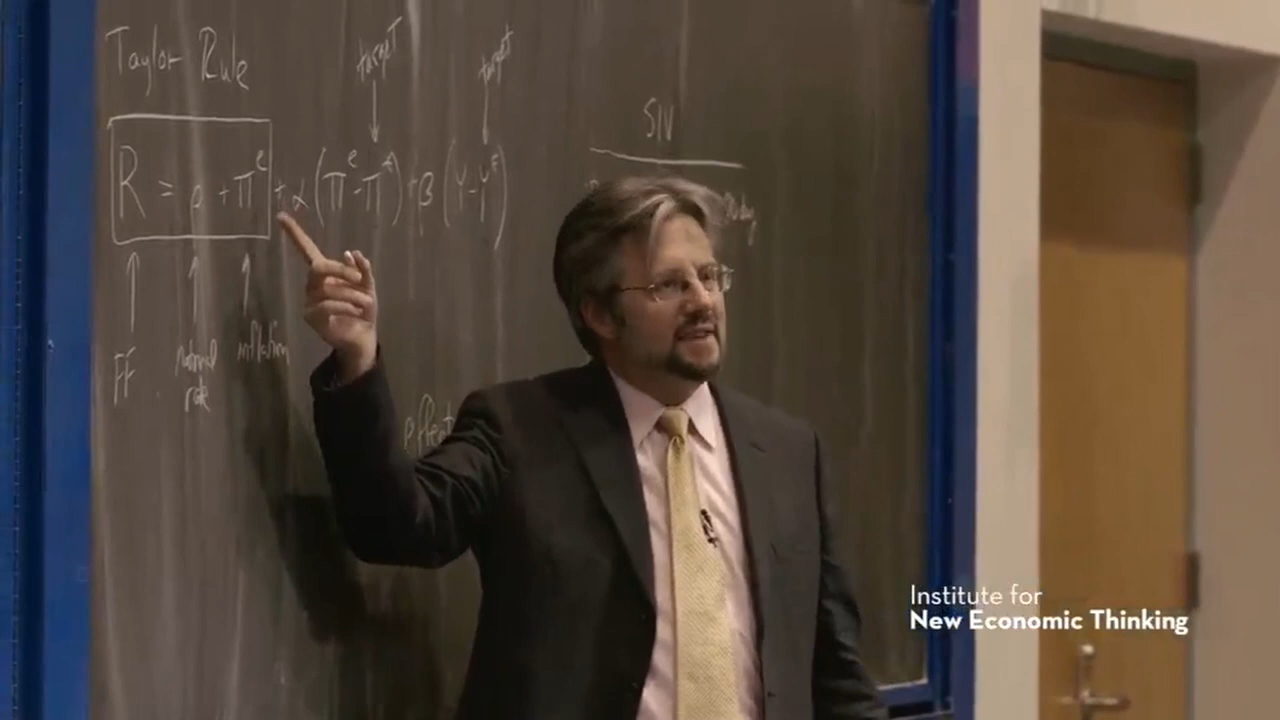 Taylor Rule
target
target
R = ρ + π^e + α (π^e - π*) + β (Y - Y*)
FF
natural
rate
inflation
SIV
Institute for
New Economic Thinking